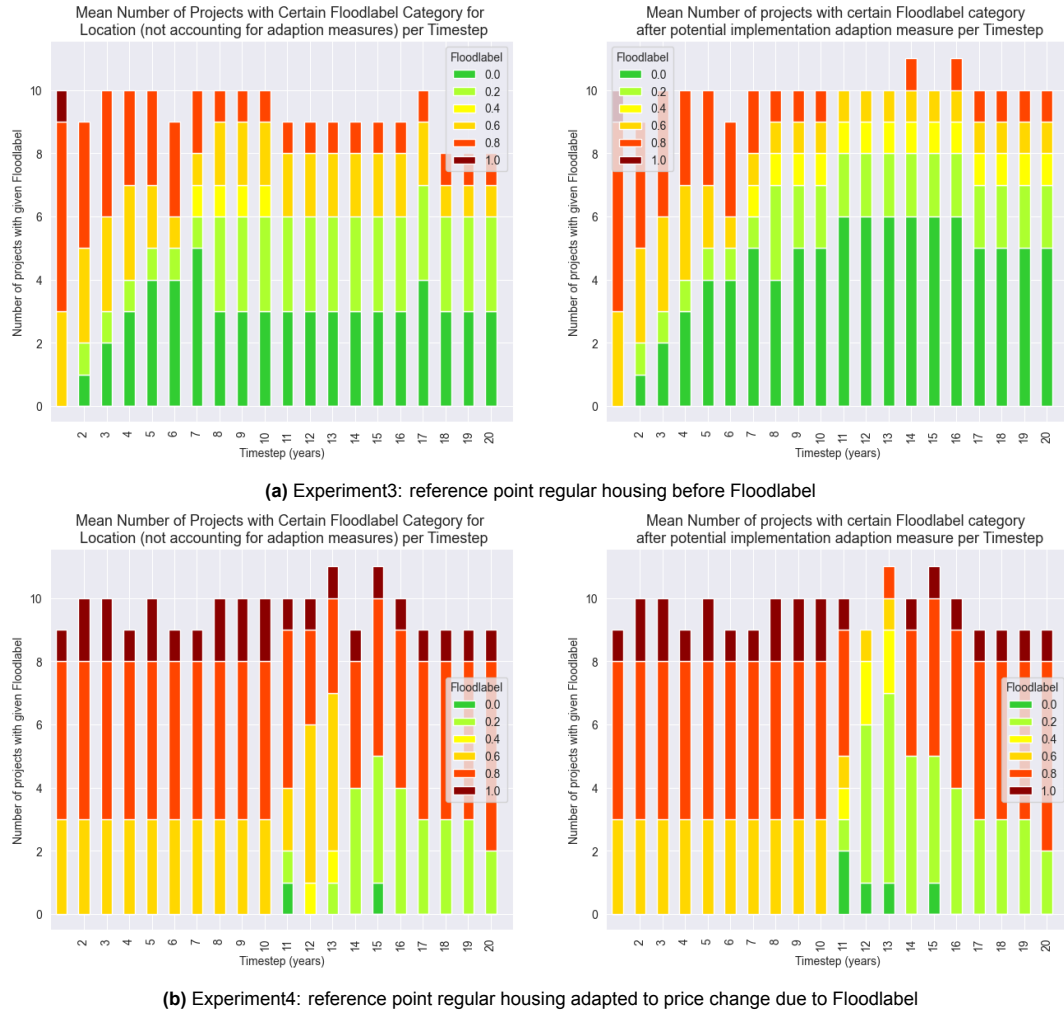 Mean Number of Projects with Certain Floodlabel Category for
Location (not accounting for adaption measures) per Timestep
Number of projects with given Floodlabel
10
8
6
4
2
0
Floodlabel
0.0
0.2
0.4
0.6
0.8
1.0
2 3 4 5 6 7 8 9 10 11 12 13 14 15 16 17 18 19 20
Timestep (years)
Mean Number of projects with certain Floodlabel category
after potential implementation adaption measure per Timestep
Number of projects with given Floodlabel
10
8
6
4
2
0
Floodlabel
0.0
0.2
0.4
0.6
0.8
1.0
2 3 4 5 6 7 8 9 10 11 12 13 14 15 16 17 18 19 20
Timestep (years)
(a) Experiment3: reference point regular housing before Floodlabel
Mean Number of Projects with Certain Floodlabel Category for
Location (not accounting for adaption measures) per Timestep
Number of projects with given Floodlabel
10
8
6
4
2
0
Floodlabel
0.0
0.2
0.4
0.6
0.8
1.0
2 3 4 5 6 7 8 9 10 11 12 13 14 15 16 17 18 19 20
Timestep (years)
Mean Number of projects with certain Floodlabel category
after potential implementation adaption measure per Timestep
Number of projects with given Floodlabel
10
8
6
4
2
0
Floodlabel
0.0
0.2
0.4
0.6
0.8
1.0
2 3 4 5 6 7 8 9 10 11 12 13 14 15 16 17 18 19 20
Timestep (years)
(b) Experiment4: reference point regular housing adapted to price change due to Floodlabel